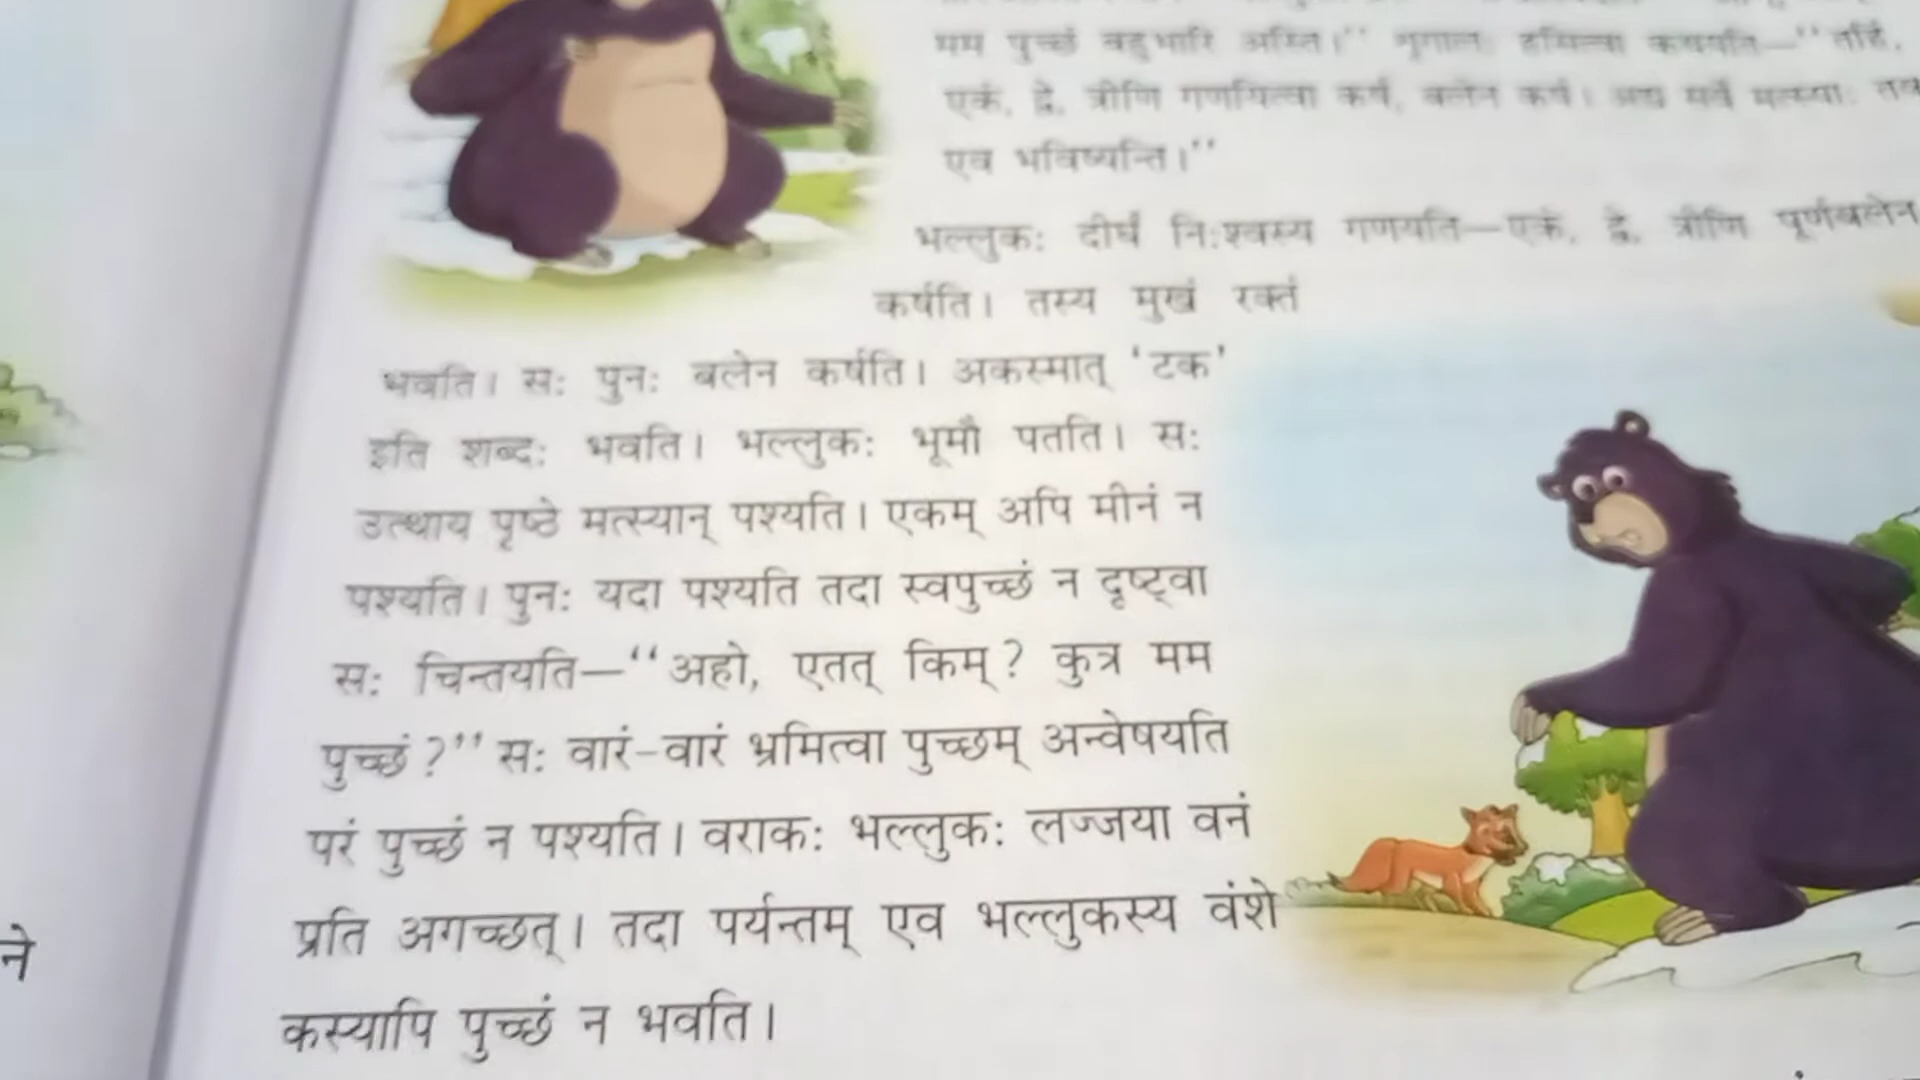 मम पुच्छं बहुभारि अस्ति।" शृगालः हसित्वा कथयति—"तर्हि,
एकं, द्वे, त्रीणि गणयित्वा कर्ष, बलेन कर्ष। अद्य सर्वे मत्स्याः तव
एव भविष्यन्ति।"
भल्लुकः दीर्घं निःश्वस्य गणयति—एकं, द्वे, त्रीणि पूर्णबलेन
कर्षति। तस्य मुखं रक्तं
भवति। सः पुनः बलेन कर्षति। अकस्मात् 'टक'
इति शब्दः भवति। भल्लुकः भूमौ पतति। सः
उत्थाय पृष्ठे मत्स्यान् पश्यति। एकम् अपि मीनं न
पश्यति। पुनः यदा पश्यति तदा स्वपुच्छं न दृष्ट्वा
सः चिन्तयति—"अहो, एतत् किम्? कुत्र मम
पुच्छं?" सः वारं-वारं भ्रमित्वा पुच्छम् अन्वेषयति
परं पुच्छं न पश्यति। वराकः भल्लुकः लज्जया वनं
प्रति अगच्छत्। तदा पर्यन्तम् एव भल्लुकस्य वंशे
कस्यापि पुच्छं न भवति।
ने